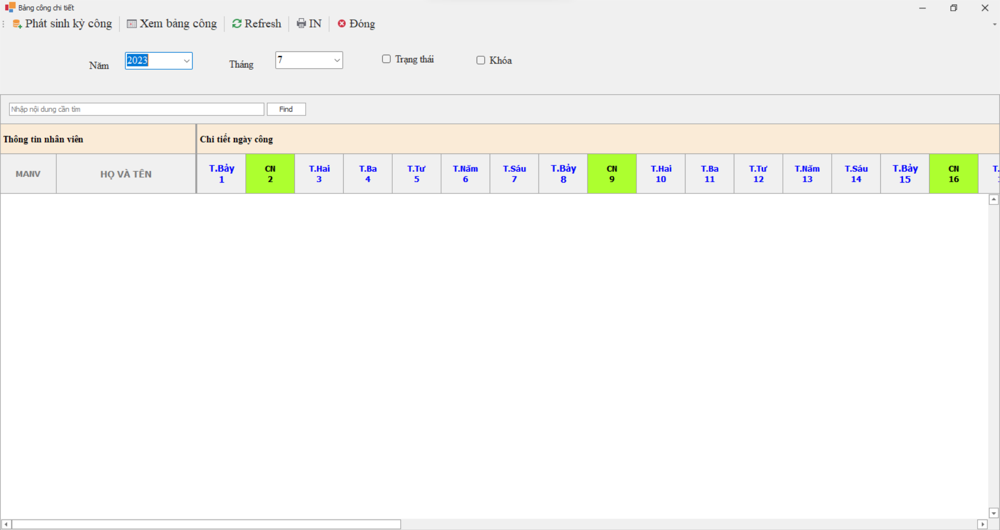 Bảng công chi tiết
Phát sinh kỳ công Xem bảng công Refresh IN Đóng
Năm 2023 Tháng 7 Trạng thái Khóa
Nhập nội dung cần tìm Find
Thông tin nhân viên Chi tiết ngày công
MANV HỌ VÀ TÊN T.Bảy CN T.Hai T.Ba T.Tư T.Năm T.Sáu T.Bảy CN T.Hai T.Ba T.Tư T.Năm T.Sáu T.Bảy CN
1 2 3 4 5 6 7 8 9 10 11 12 13 14 15 16